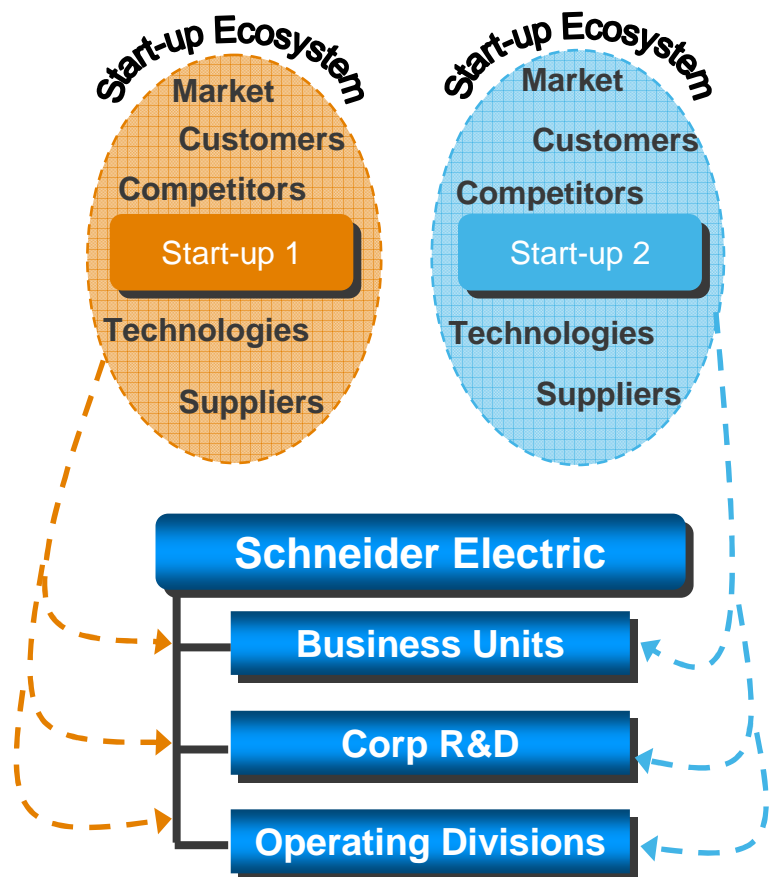 Start-up Ecosystem
Market
Customers
Competitors
Start-up 1
Technologies
Suppliers
Start-up Ecosystem
Market
Customers
Competitors
Start-up 2
Technologies
Suppliers
Schneider Electric
Business Units
Corp R&D
Operating Divisions